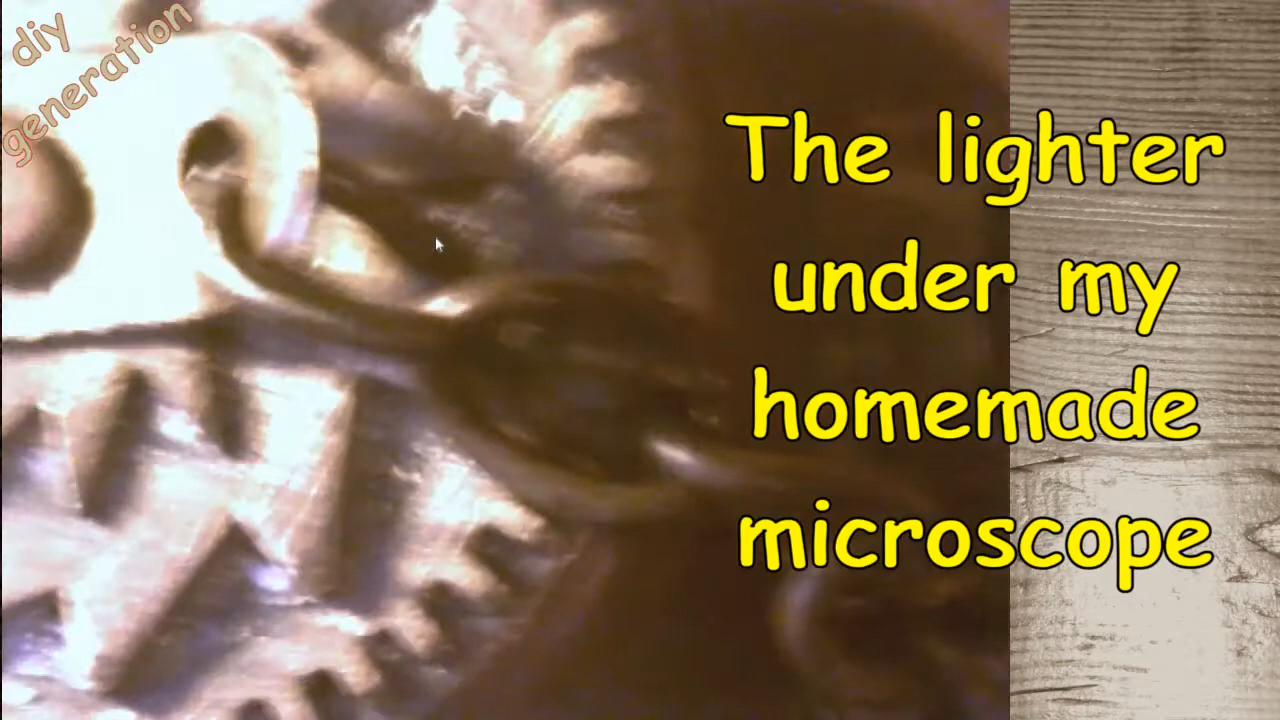 diy
generation
The lighter
under my
homemade
microscope